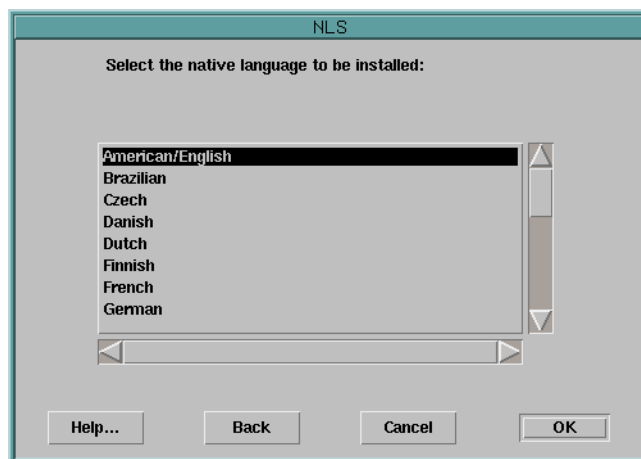 NLS
Select the native language to be installed:
American/English
Brazilian
Czech
Danish
Dutch
Finnish
French
German
Help... Back Cancel OK